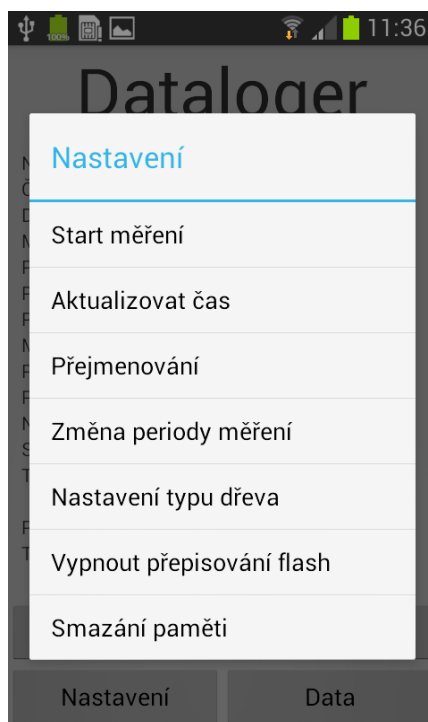 100%
11:36
Dataloger
Nastavení
Start měření
Aktualizovat čas
Přejmenování
Změna periody měření
Nastavení typu dřeva
Vypnout přepisování flash
Smazání paměti
Nastavení
Data